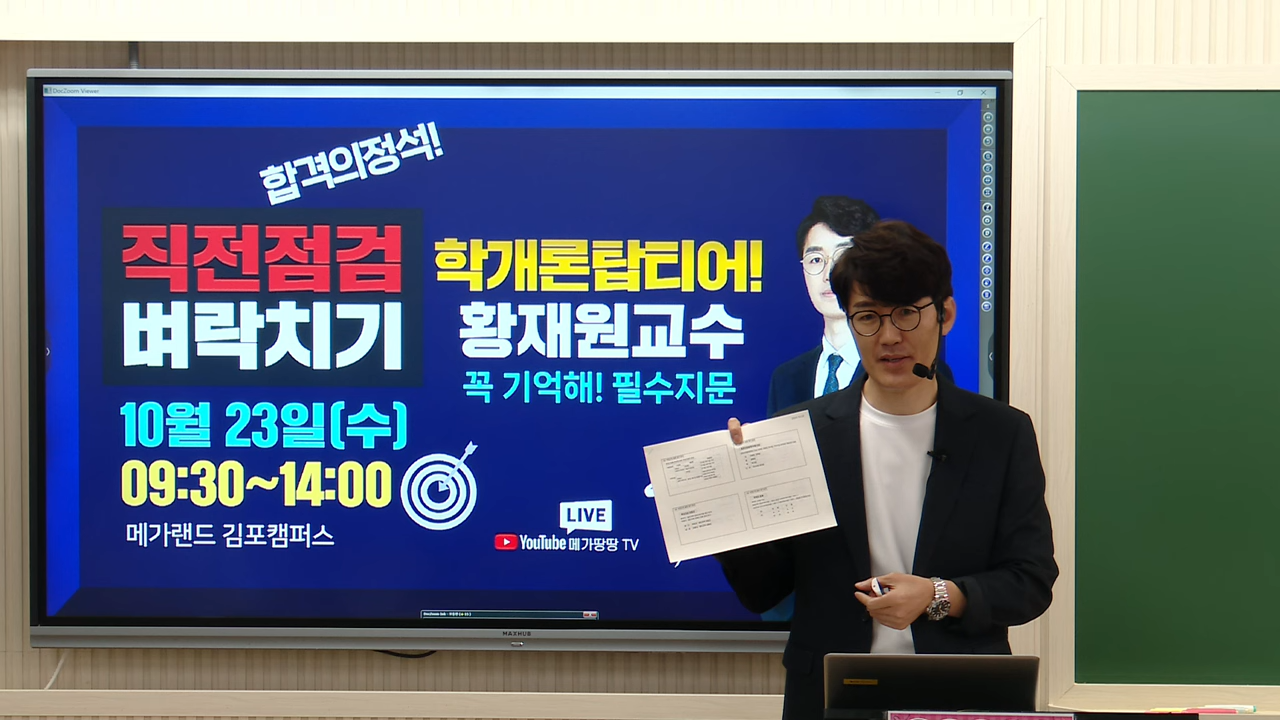 DocZoom Viewer
합격의정석!
직전점검
벼락치기
10월 23일(수)
09:30~14:00
메가랜드 김포캠퍼스
학개론탑티어!
황재원교수
꼭 기억해! 필수지문
LIVE
YouTube 메가땅땅 TV
MAXHUB